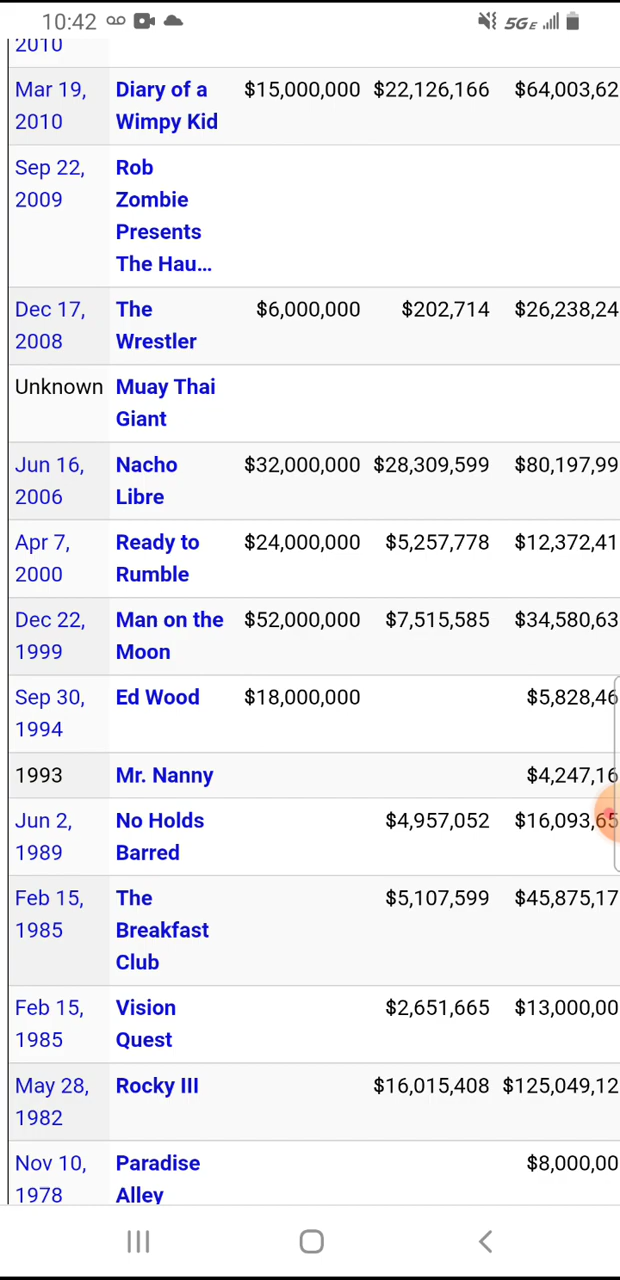 10:42 5GE
2010
Mar 19, Diary of a $15,000,000 $22,126,166 $64,003,62
2010 Wimpy Kid
Sep 22, Rob
2009 Zombie
Presents
The Hau...
Dec 17, The $6,000,000 $202,714 $26,238,24
2008 Wrestler
Unknown Muay Thai
Giant
Jun 16, Nacho $32,000,000 $28,309,599 $80,197,99
2006 Libre
Apr 7, Ready to $24,000,000 $5,257,778 $12,372,41
2000 Rumble
Dec 22, Man on the $52,000,000 $7,515,585 $34,580,63
1999 Moon
Sep 30, Ed Wood $18,000,000 $5,828,46
1994
1993 Mr. Nanny $4,247,16
Jun 2, No Holds $4,957,052 $16,093,65
1989 Barred
Feb 15, The $5,107,599 $45,875,17
1985 Breakfast
Club
Feb 15, Vision $2,651,665 $13,000,00
1985 Quest
May 28, Rocky III $16,015,408 $125,049,12
1982
Nov 10, Paradise $8,000,00
1978 Alley